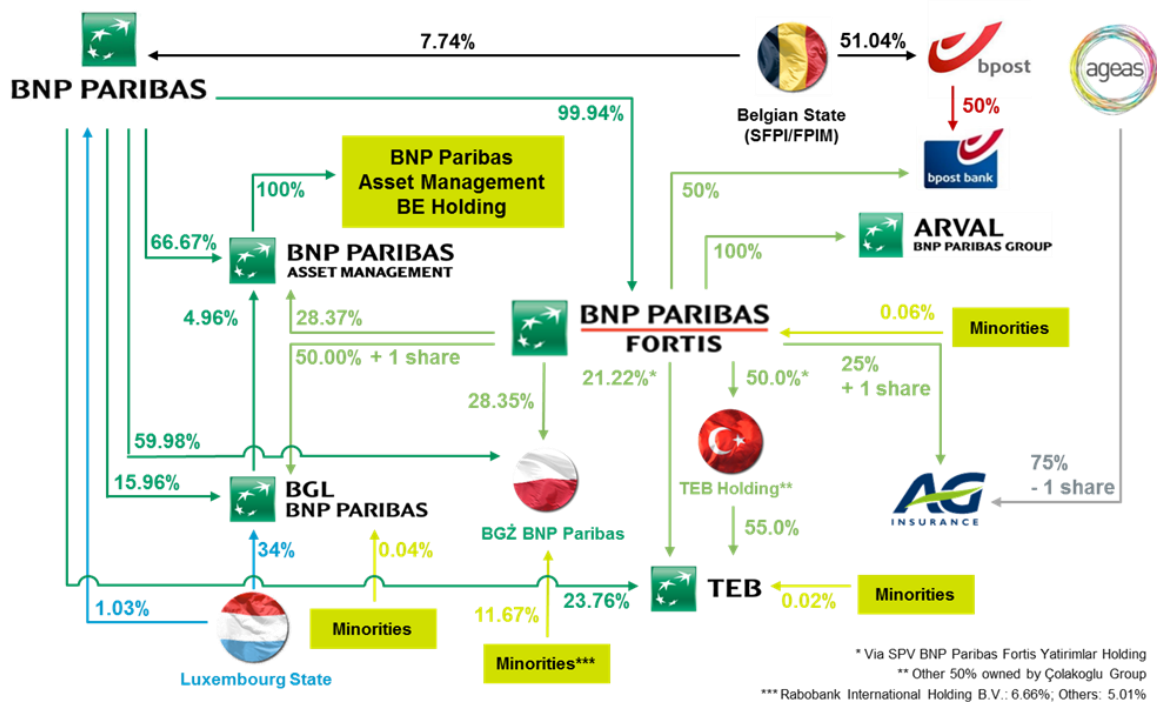 BNP PARIBAS
7.74%
Belgian State
(SFPI/FPIM)
51.04%
bpost
ageas
99.94%
50%
bpost bank
BNP Paribas
Asset Management
BE Holding
100%
50%
ARVAL
BNP PARIBAS GROUP
100%
66.67%
BNP PARIBAS
ASSET MANAGEMENT
4.96%
28.37%
50.00% + 1 share
BNP PARIBAS
FORTIS
0.06%
Minorities
21.22%*
50.0%*
25%
+ 1 share
28.35%
59.98%
15.96%
BGL
BNP PARIBAS
BGŻ BNP Paribas
TEB Holding**
AG
INSURANCE
75%
- 1 share
55.0%
34%
0.04%
1.03%
Luxembourg State
Minorities
11.67%
Minorities***
23.76%
TEB
0.02%
Minorities
* Via SPV BNP Paribas Fortis Yatirimlar Holding
** Other 50% owned by Çolakoglu Group
*** Rabobank International Holding B.V.: 6.66%; Others: 5.01%